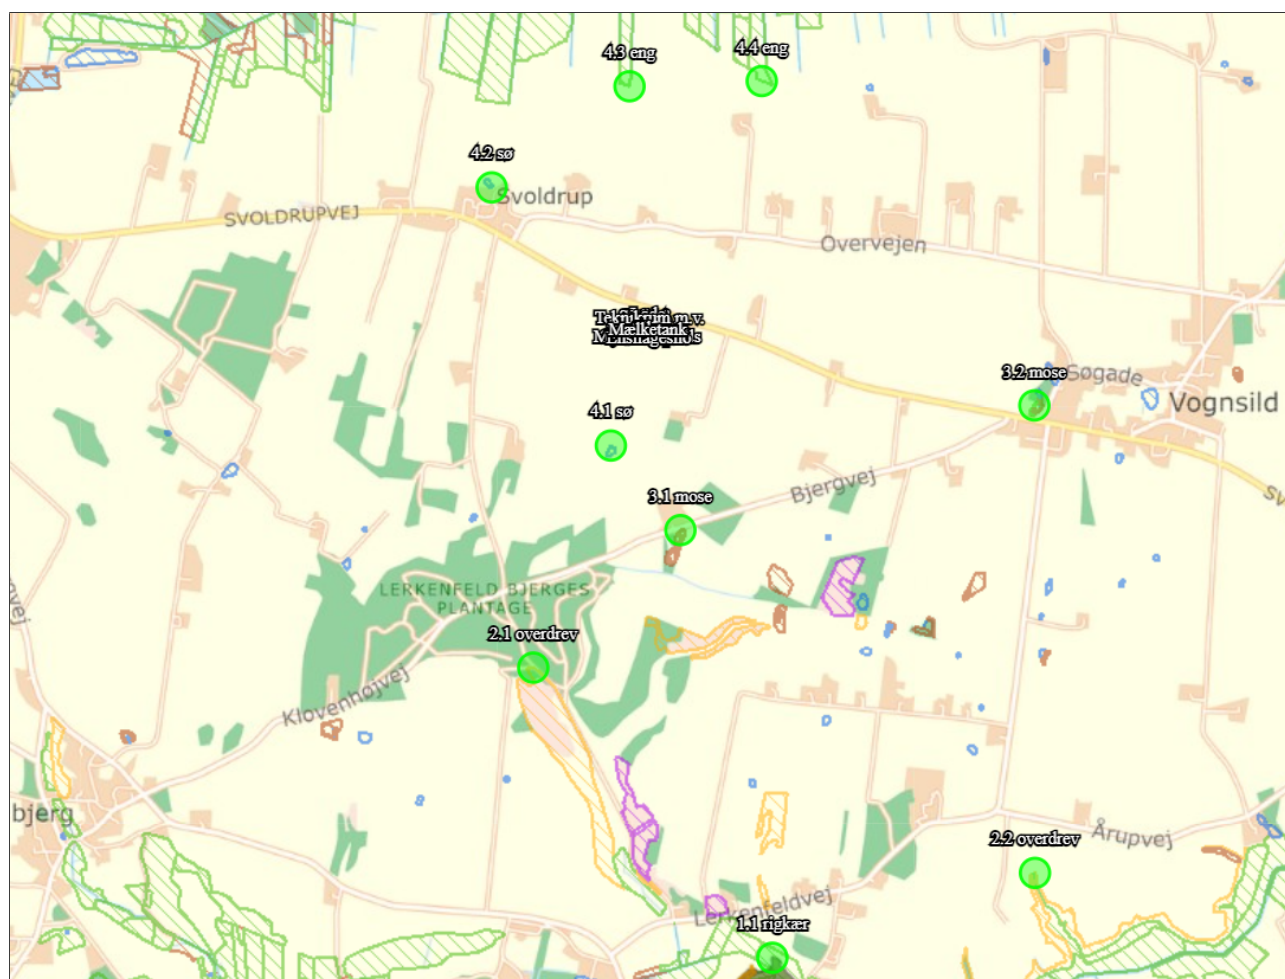 4.3 eng
4.4 eng
4.2 sø
Svoldrup
SVOLDRUPVEJ
Overvejen
Mælketank
3.2 mose
Søgade
Vognsild
4.1 sø
3.1 mose
Bjergvej
LERKENFELD BJERGES
PLANTAGE
2.1 overdrev
Klovenhøjvej
bjerg
2.2 overdrev
Årupvej
Lerkenfeldvej
1.1 rigkær